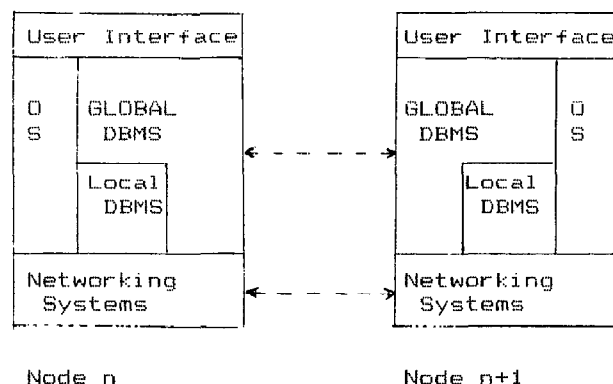 User Interface
O
S
GLOBAL
DBMS
Local
DBMS
Networking
Systems
Node n
User Interface
GLOBAL
DBMS
O
S
Local
DBMS
Networking
Systems
Node n+1